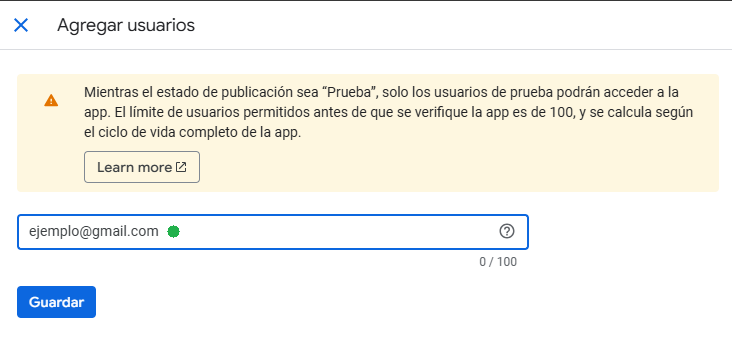 Agregar usuarios
Mientras el estado de publicación sea “Prueba”, solo los usuarios de prueba podrán acceder a la
app. El límite de usuarios permitidos antes de que se verifique la app es de 100, y se calcula según
el ciclo de vida completo de la app.
Learn more
ejemplo@gmail.com
0 / 100
Guardar